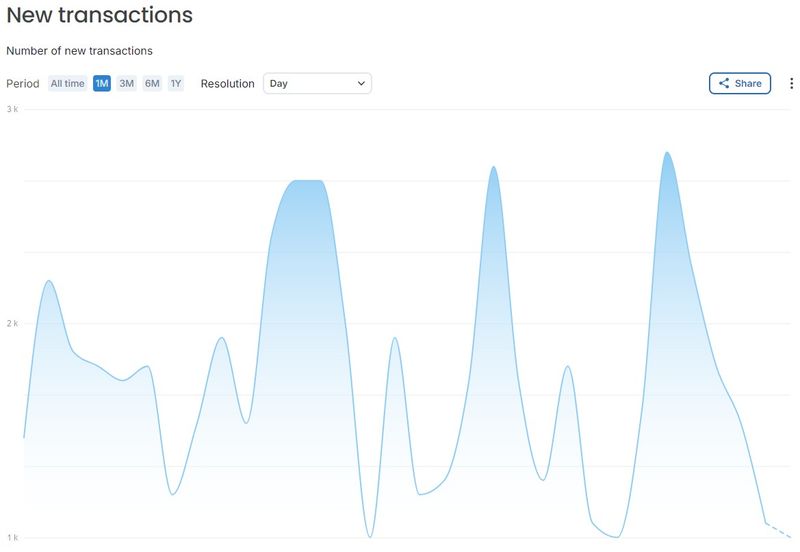 New transactions
Number of new transactions
Period All time 1M 3M 6M 1Y Resolution Day Share
3 k
2 k
1 k